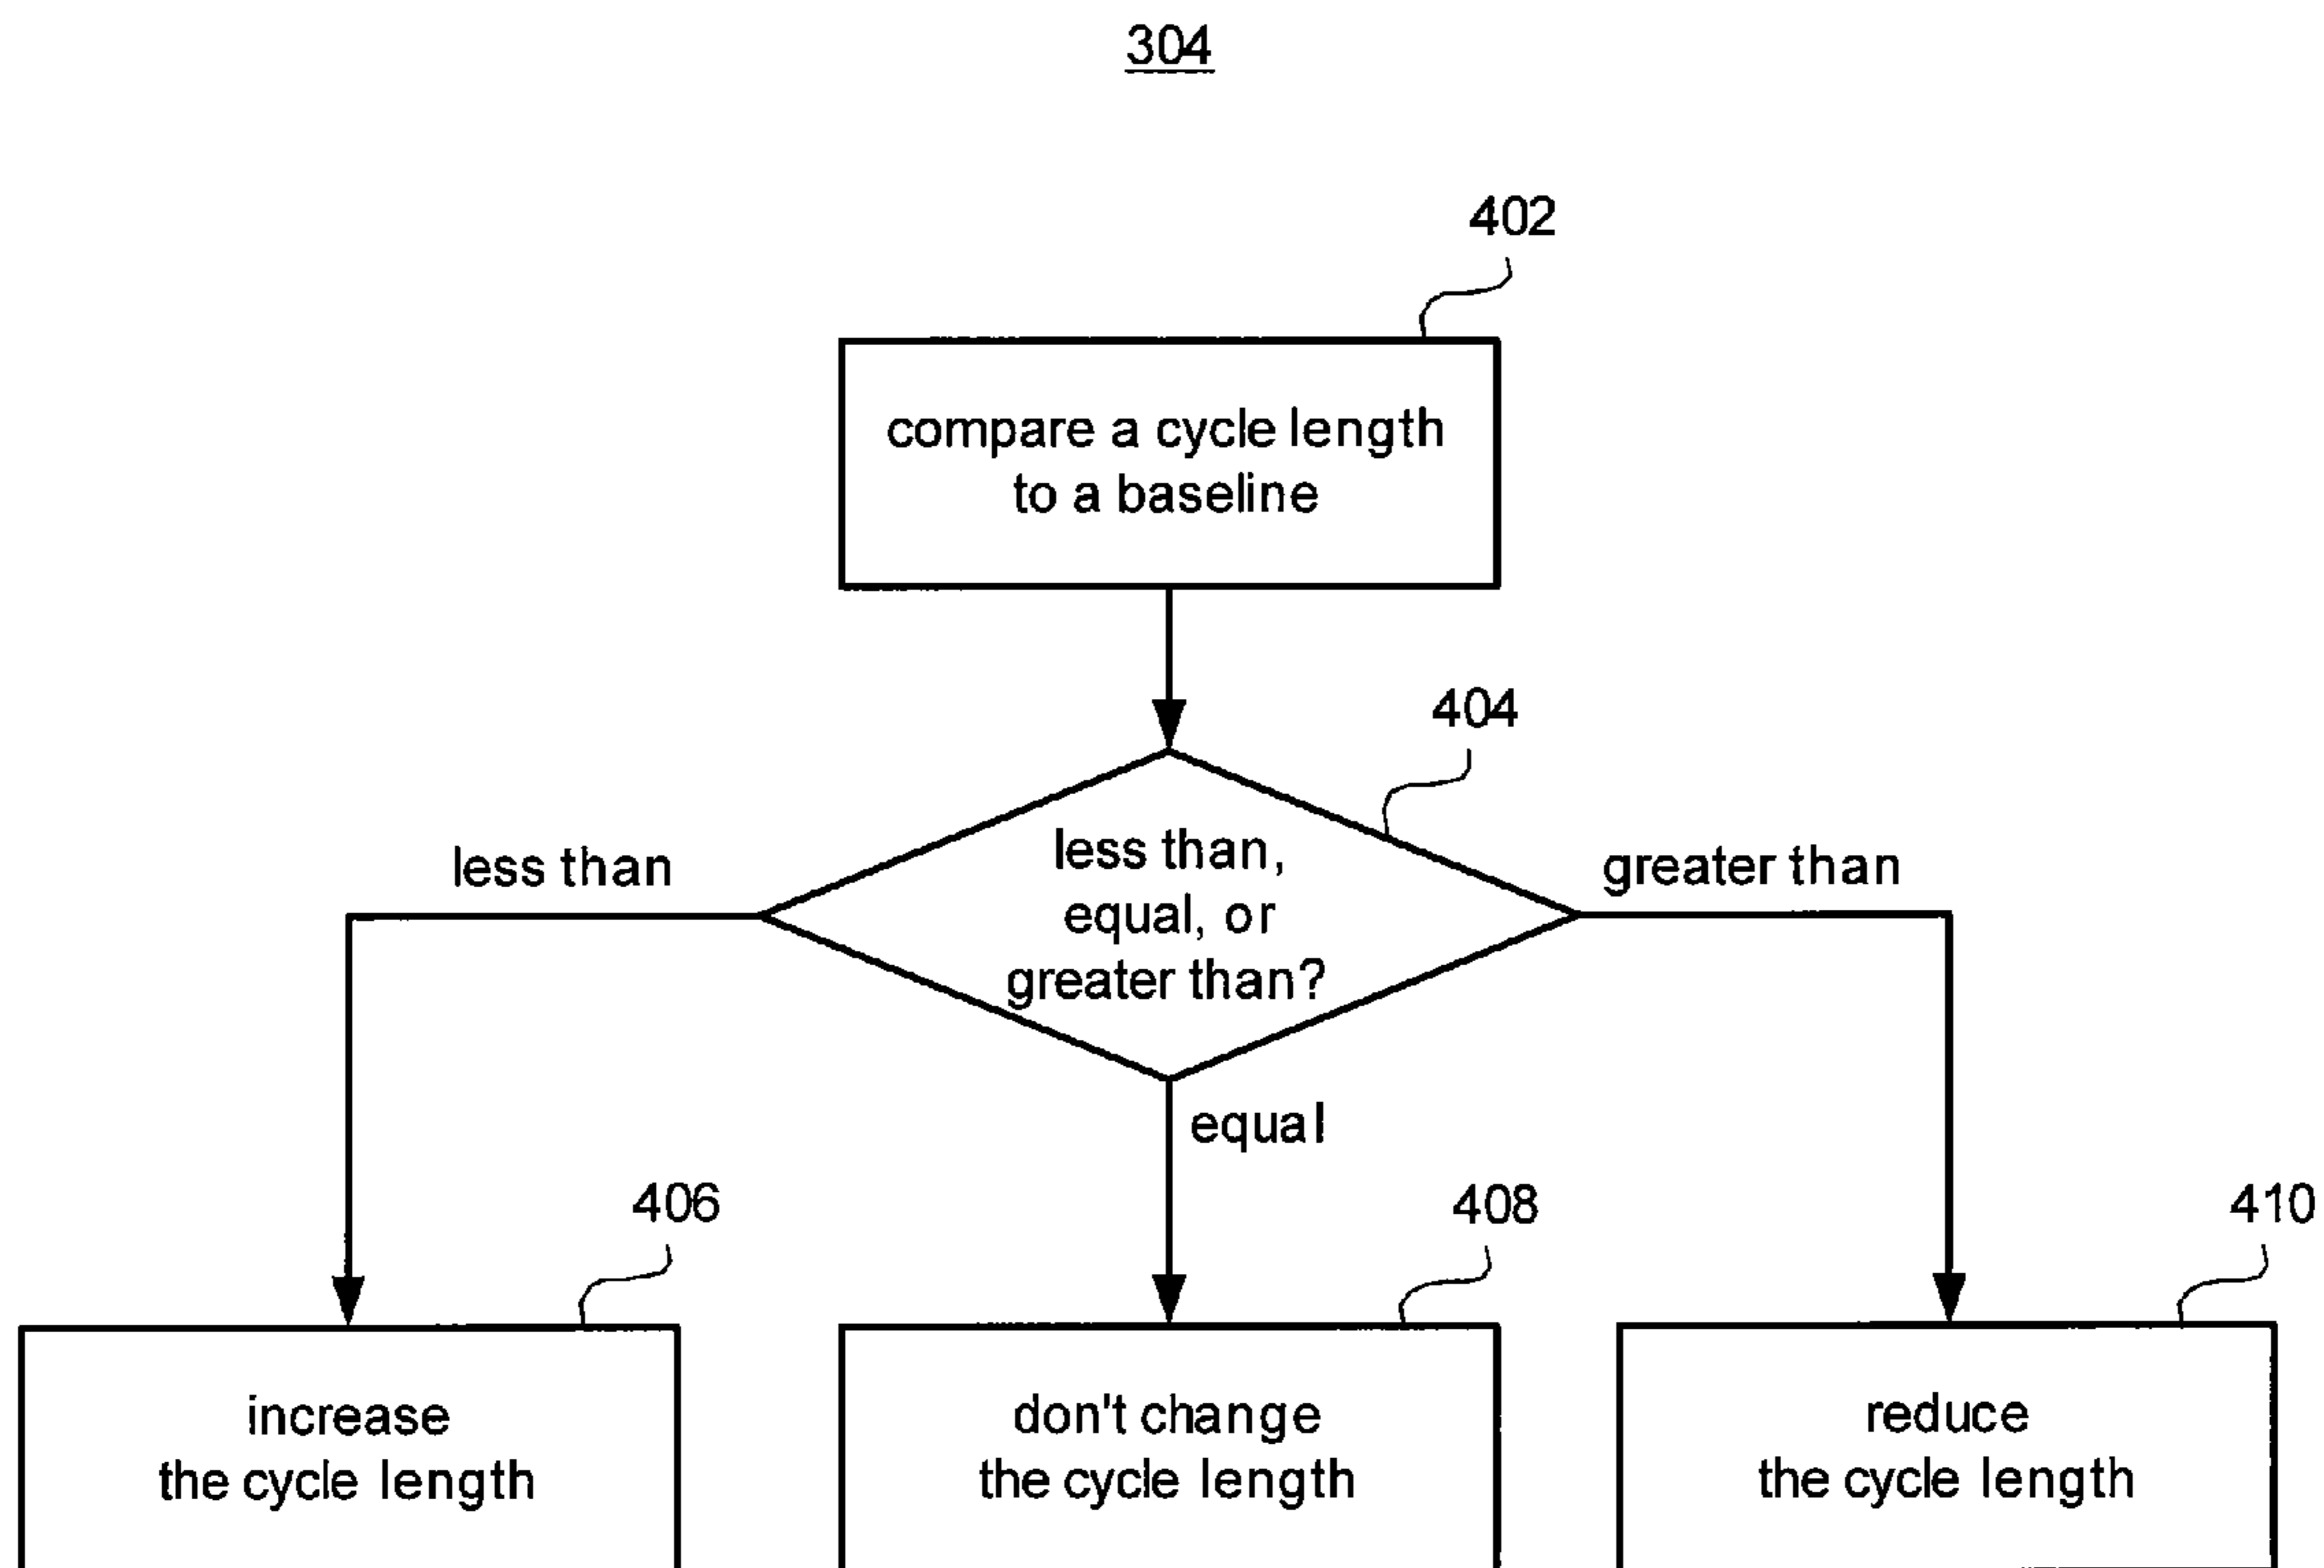 304
402
compare a cycle length
to a baseline
404
less than,
equal, or
greater than?
less than
greater than
equal
406
408
410
increase
the cycle length
don't change
the cycle length
reduce
the cycle length